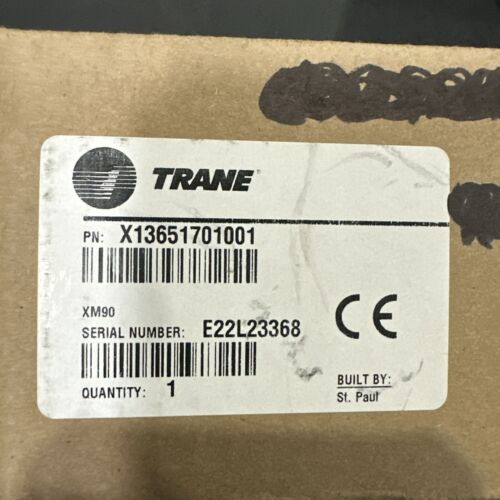 TRANE
PN: X13651701001
XM90
SERIAL NUMBER: E22L23368
CE
QUANTITY: 1
BUILT BY:
St. Paul